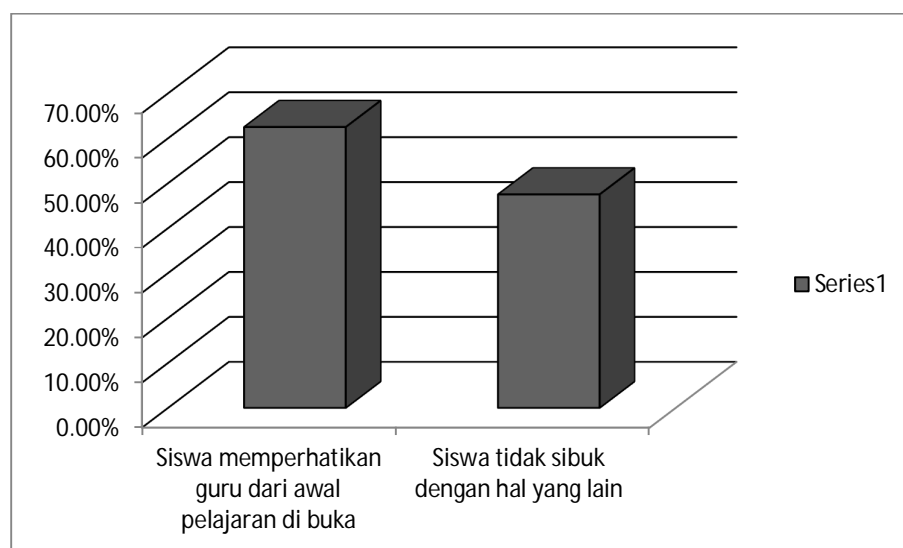 70.00%
60.00%
50.00%
40.00%
30.00%
20.00%
10.00%
0.00%
Siswa memperhatikan
guru dari awal
pelajaran di buka
Siswa tidak sibuk
dengan hal yang lain
Series1